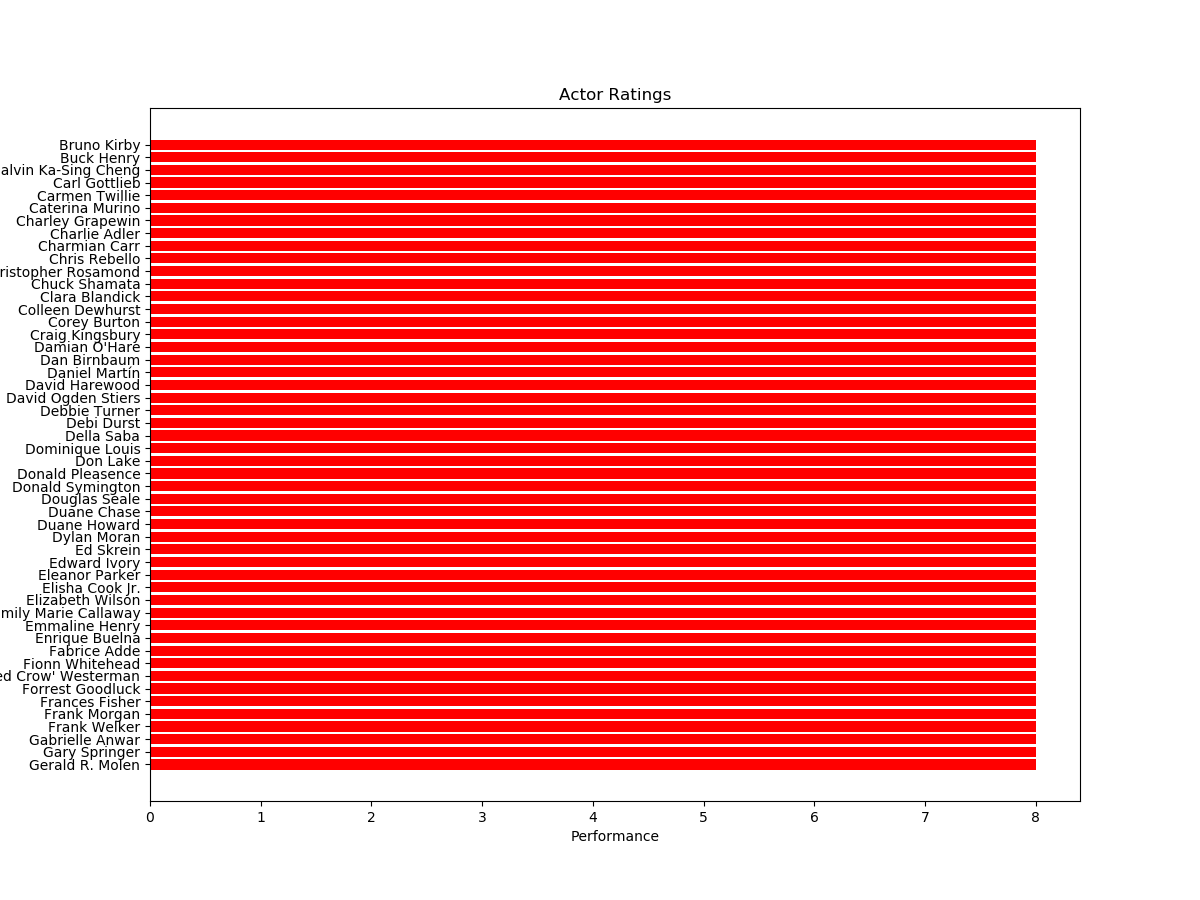 Actor Ratings
Bruno Kirby
Buck Henry
alvin Ka-Sing Cheng
Carl Gottlieb
Carmen Twillie
Caterina Murino
Charley Grapewin
Charlie Adler
Charmian Carr
Chris Rebello
ristopher Rosamond
Chuck Shamata
Clara Blandick
Colleen Dewhurst
Corey Burton
Craig Kingsbury
Damian O'Hare
Dan Birnbaum
Daniel Martín
David Harewood
David Ogden Stiers
Debbie Turner
Debi Durst
Della Saba
Dominique Louis
Don Lake
Donald Pleasence
Donald Symington
Douglas Seale
Duane Chase
Duane Howard
Dylan Moran
Ed Skrein
Edward Ivory
Eleanor Parker
Elisha Cook Jr.
Elizabeth Wilson
mily Marie Callaway
Emmaline Henry
Enrique Buelna
Fabrice Adde
Fionn Whitehead
ed Crow' Westerman
Forrest Goodluck
Frances Fisher
Frank Morgan
Frank Welker
Gabrielle Anwar
Gary Springer
Gerald R. Molen
0 1 2 3 4 5 6 7 8
Performance